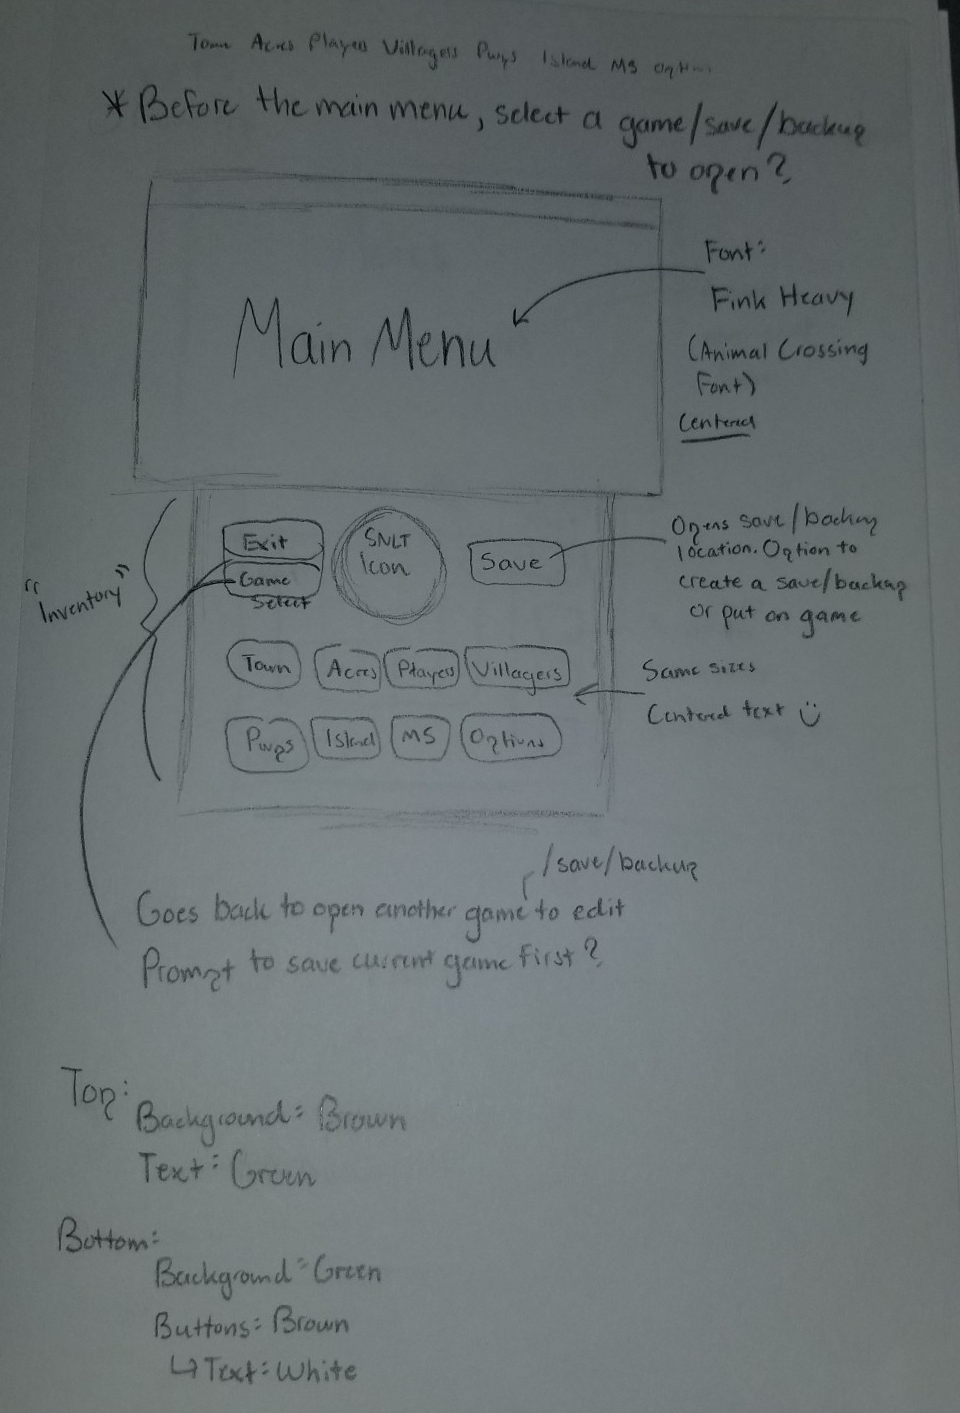 Town Acres Players Villagers Pwps Island MS Options
* Before the main menu, select a game/save/backup
to open?
Font:
Fink Heavy
(Animal Crossing
Font)
Centered
Main Menu
"Inventory"
Exit
Game
Select
SNLT
Icon
Save
Opens save/backup
location. Option to
create a save/backup
or put on game
Town Acres Players Villagers
Same sizes
Centered text
Pwps Island MS Options
/save/backup
Goes back to open another game to edit
Prompt to save current game first?
Top:
Background: Brown
Text: Green
Bottom:
Background: Green
Buttons: Brown
↳ Text: White